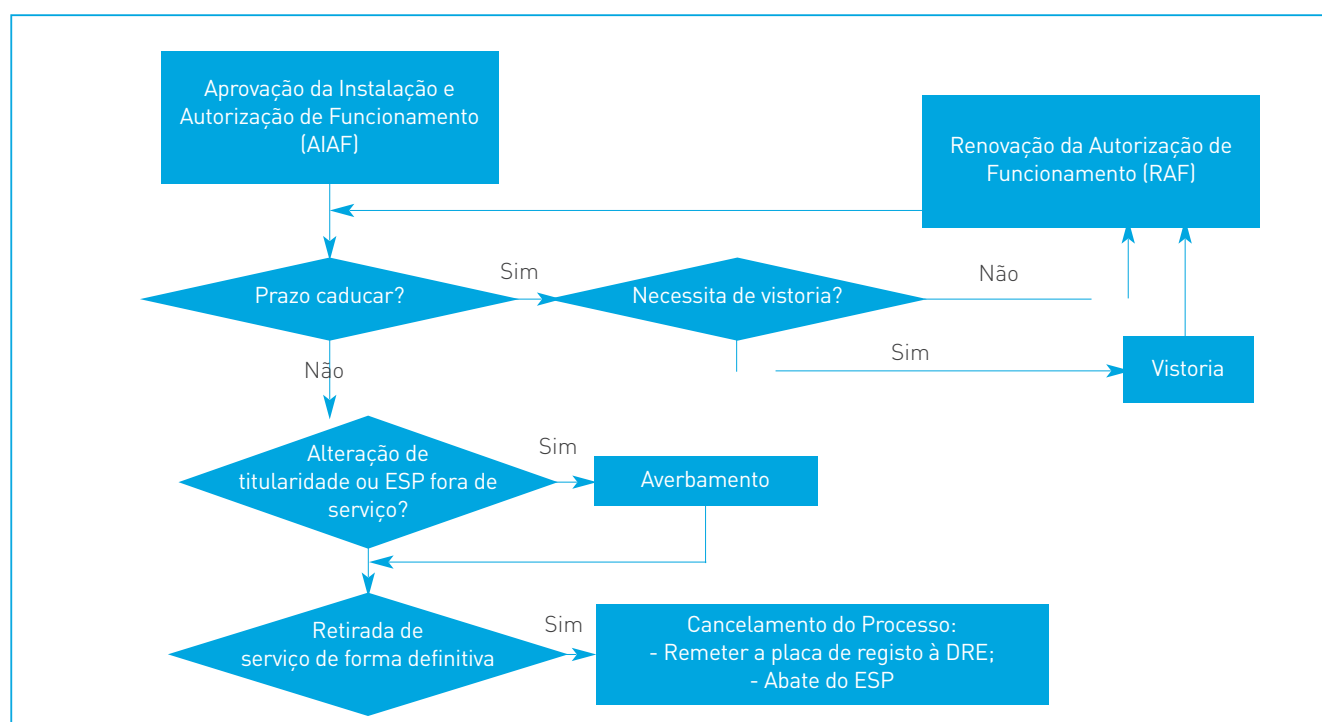 Aprovação da Instalação e
Autorização de Funcionamento
(AIAF)
Renovação da Autorização de
Funcionamento (RAF)
Prazo caducar?
Sim
Necessita de vistoria?
Não
Não
Sim
Vistoria
Alteração de
titularidade ou ESP fora de
serviço?
Sim
Averbamento
Retirada de
serviço de forma definitiva
Sim
Cancelamento do Processo:
- Remeter a placa de registo à DRE;
- Abate do ESP